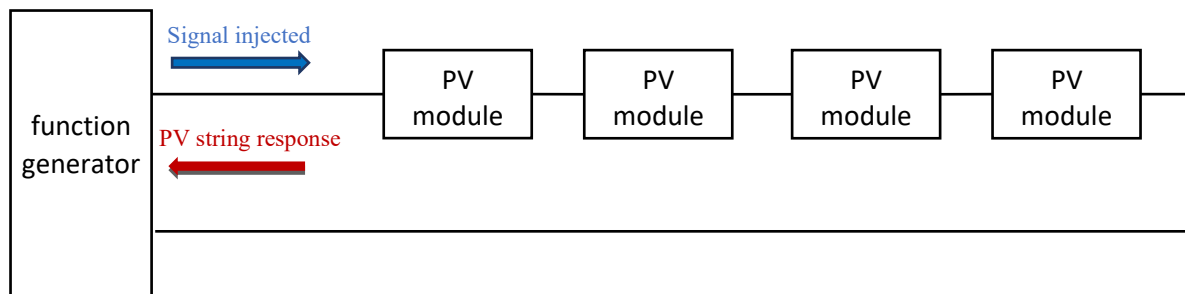 Signal injected
PV
module
PV
module
PV
module
PV
module
function
generator
PV string response